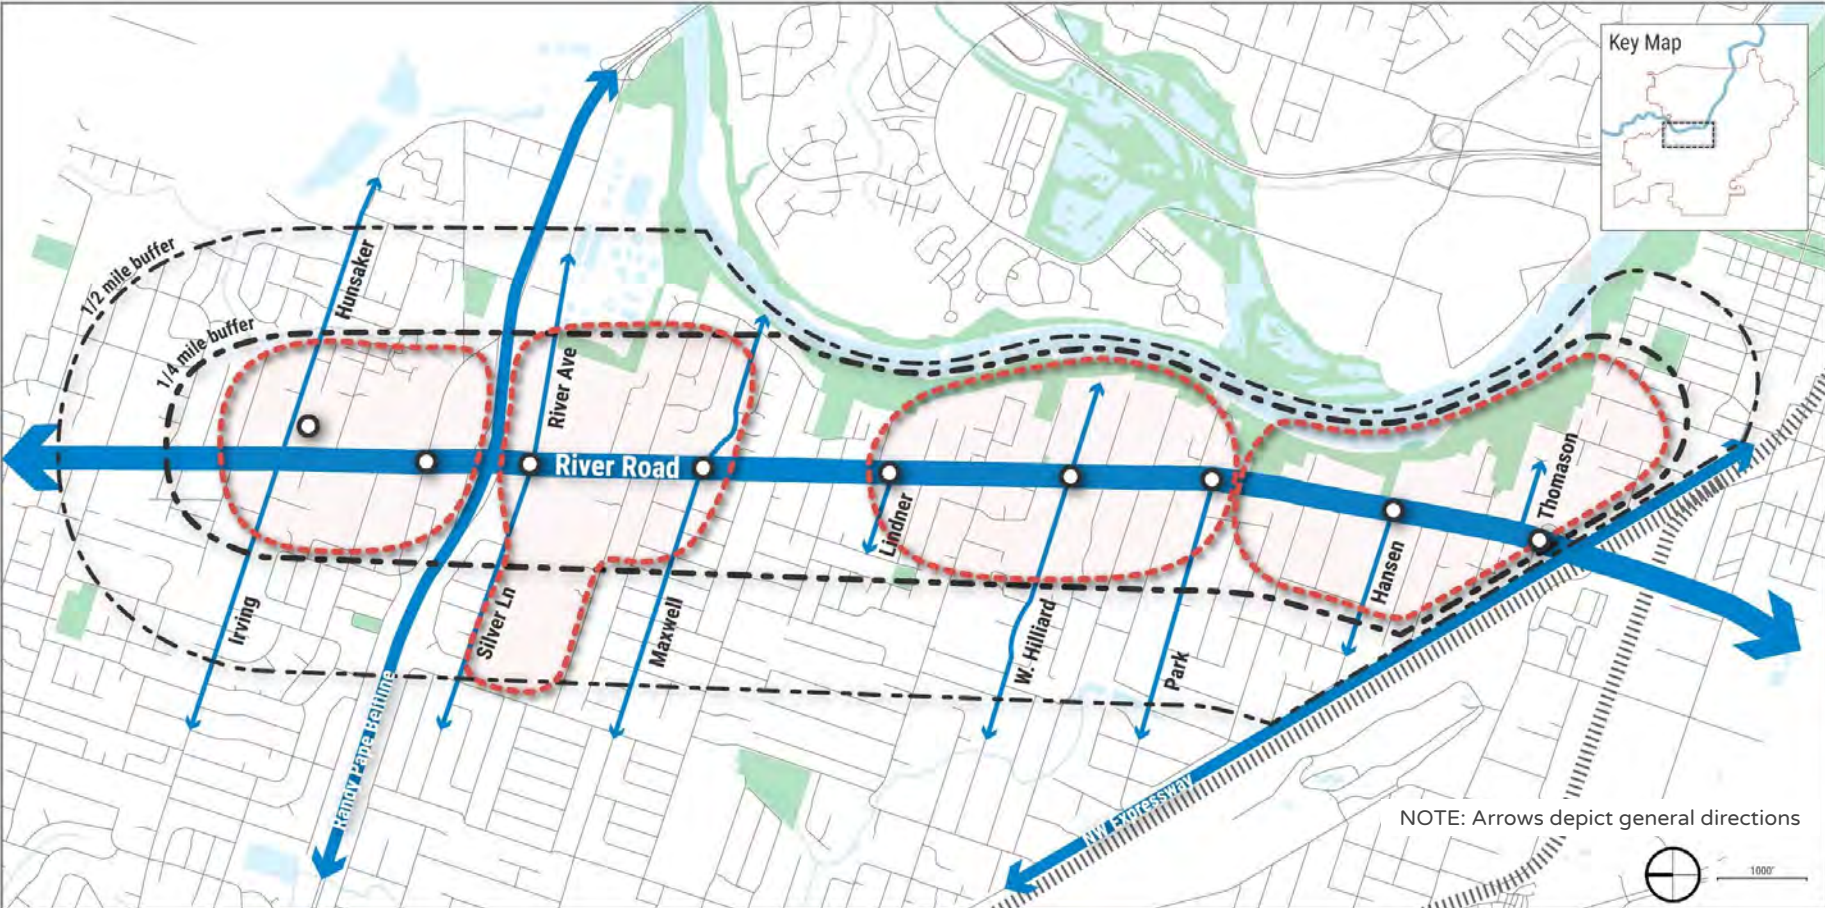 Key Map
1/2 mile buffer
Hunsaker
1/4 mile buffer
River Ave
River Road
Thomason
Lindner
Hansen
Irving
Silver Ln
Maxwell
W. Hilliard
Park
Randy Pape Beltline
NW Expressway
NOTE: Arrows depict general directions
1000'